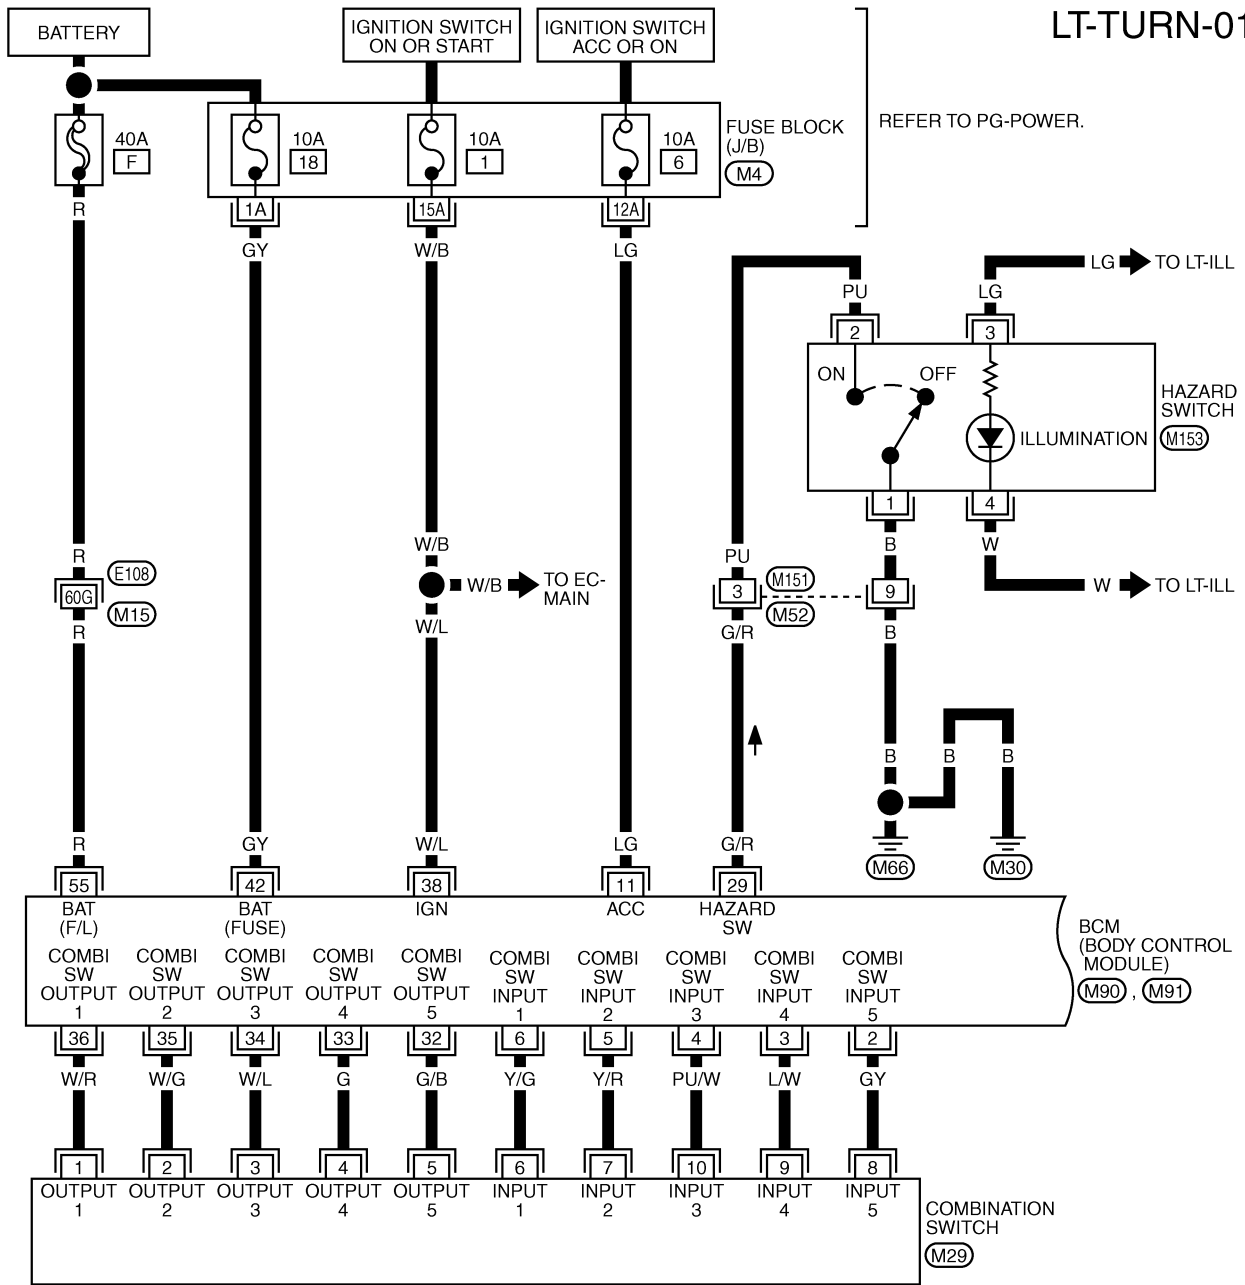 LT-TURN-01
BATTERY
IGNITION SWITCH
ON OR START
IGNITION SWITCH
ACC OR ON
REFER TO PG-POWER.
40A
F
10A
18
10A
1
10A
6
FUSE BLOCK
(J/B)
M4
R
1A
15A
12A
GY
W/B
LG
LG
TO LT-ILL
PU
LG
2
3
ON
OFF
ILLUMINATION
HAZARD
SWITCH
M153
1
4
B
W
R
W/B
PU
E108
60G
M15
W/B
TO EC-
MAIN
3
M151
M52
9
W
TO LT-ILL
R
W/L
G/R
B
B
B
B
R
GY
W/L
LG
G/R
M66
M30
55
42
38
11
29
BAT
(F/L)
BAT
(FUSE)
IGN
ACC
HAZARD
SW
BCM
(BODY CONTROL
MODULE)
M90 , M91
COMBI
SW
OUTPUT
1
COMBI
SW
OUTPUT
2
COMBI
SW
OUTPUT
3
COMBI
SW
OUTPUT
4
COMBI
SW
OUTPUT
5
COMBI
SW
INPUT
1
COMBI
SW
INPUT
2
COMBI
SW
INPUT
3
COMBI
SW
INPUT
4
COMBI
SW
INPUT
5
36
35
34
33
32
6
5
4
3
2
W/R
W/G
W/L
G
G/B
Y/G
Y/R
PU/W
L/W
GY
1
2
3
4
5
6
7
10
9
8
OUTPUT
1
OUTPUT
2
OUTPUT
3
OUTPUT
4
OUTPUT
5
INPUT
1
INPUT
2
INPUT
3
INPUT
4
INPUT
5
COMBINATION
SWITCH
M29